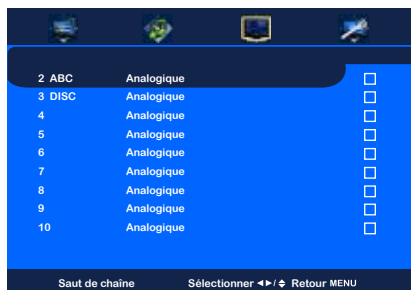 2 ABC Analogique
3 DISC Analogique
4 Analogique
5 Analogique
6 Analogique
7 Analogique
8 Analogique
9 Analogique
10 Analogique
Saut de chaîne Sélectionner ◄►/ ⬍ Retour MENU